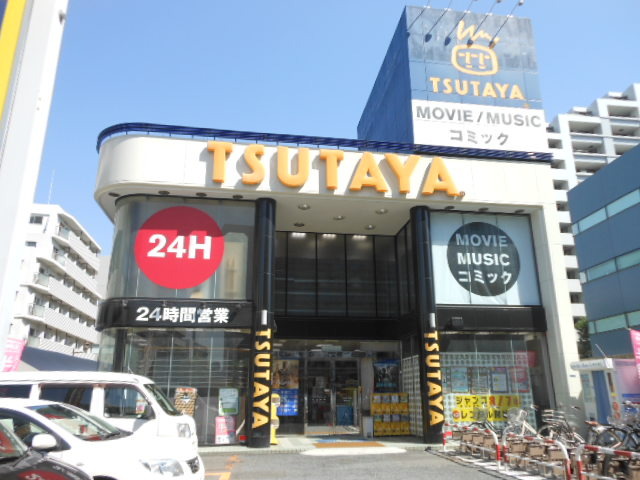 TSUTAYA
MOVIE/MUSIC
コミック
TSUTAYA
24H
MOVIE
MUSIC
コミック
24時間営業
TSUTAYA
TSUTAYA